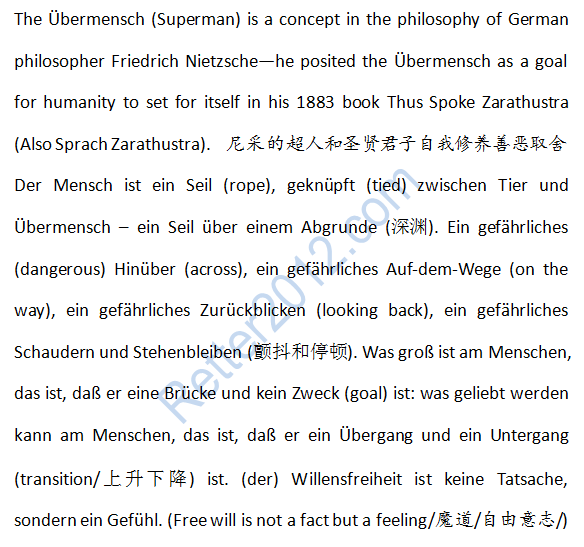 The Übermensch (Superman) is a concept in the philosophy of German
philosopher Friedrich Nietzsche—he posited the Übermensch as a goal
for humanity to set for itself in his 1883 book Thus Spoke Zarathustra
(Also Sprach Zarathustra). 尼采的超人和圣贤君子自我修养善恶取舍
Der Mensch ist ein Seil (rope), geknüpft (tied) zwischen Tier und
Übermensch – ein Seil über einem Abgrunde (深渊). Ein gefährliches
(dangerous) Hinüber (across), ein gefährliches Auf-dem-Wege (on the
way), ein gefährliches Zurückblicken (looking back), ein gefährliches
Schaudern und Stehenbleiben (颤抖和停顿). Was groß ist am Menschen,
das ist, daß er eine Brücke und kein Zweck (goal) ist: was geliebt werden
kann am Menschen, das ist, daß er ein Übergang und ein Untergang
(transition/上升下降) ist. (der) Willensfreiheit ist keine Tatsache,
sondern ein Gefühl. (Free will is not a fact but a feeling/魔道/自由意志/)
Retter2012.com